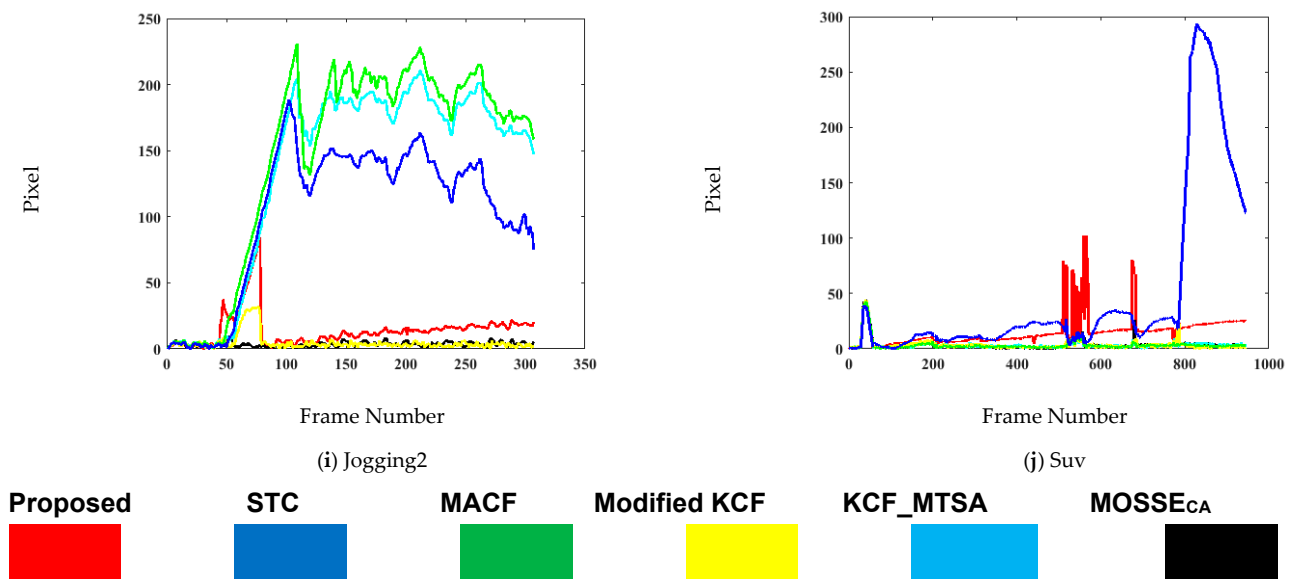 250
200
150
100
50
0
0 50 100 150 200 250 300 350
Pixel
Frame Number
(i) Jogging2
300
250
200
150
100
50
0
0 200 400 600 800 1000
Pixel
Frame Number
(j) Suv
Proposed STC MACF Modified KCF KCF_MTSA MOSSECA